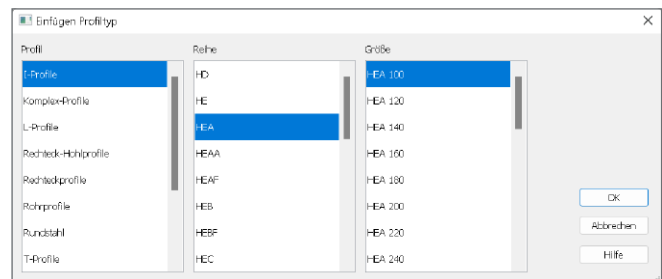 Einfügen Profiltyp
Profil
Reihe
Größe
I-Profile
Komplex-Profile
L-Profile
Rechteck-Hohlprofile
Rechteckprofile
Rohrprofile
Rundstahl
T-Profile
HD
HE
HEA
HEAA
HEAF
HEB
HEBF
HEC
HEA 100
HEA 120
HEA 140
HEA 160
HEA 180
HEA 200
HEA 220
HEA 240
OK
Abbrechen
Hilfe